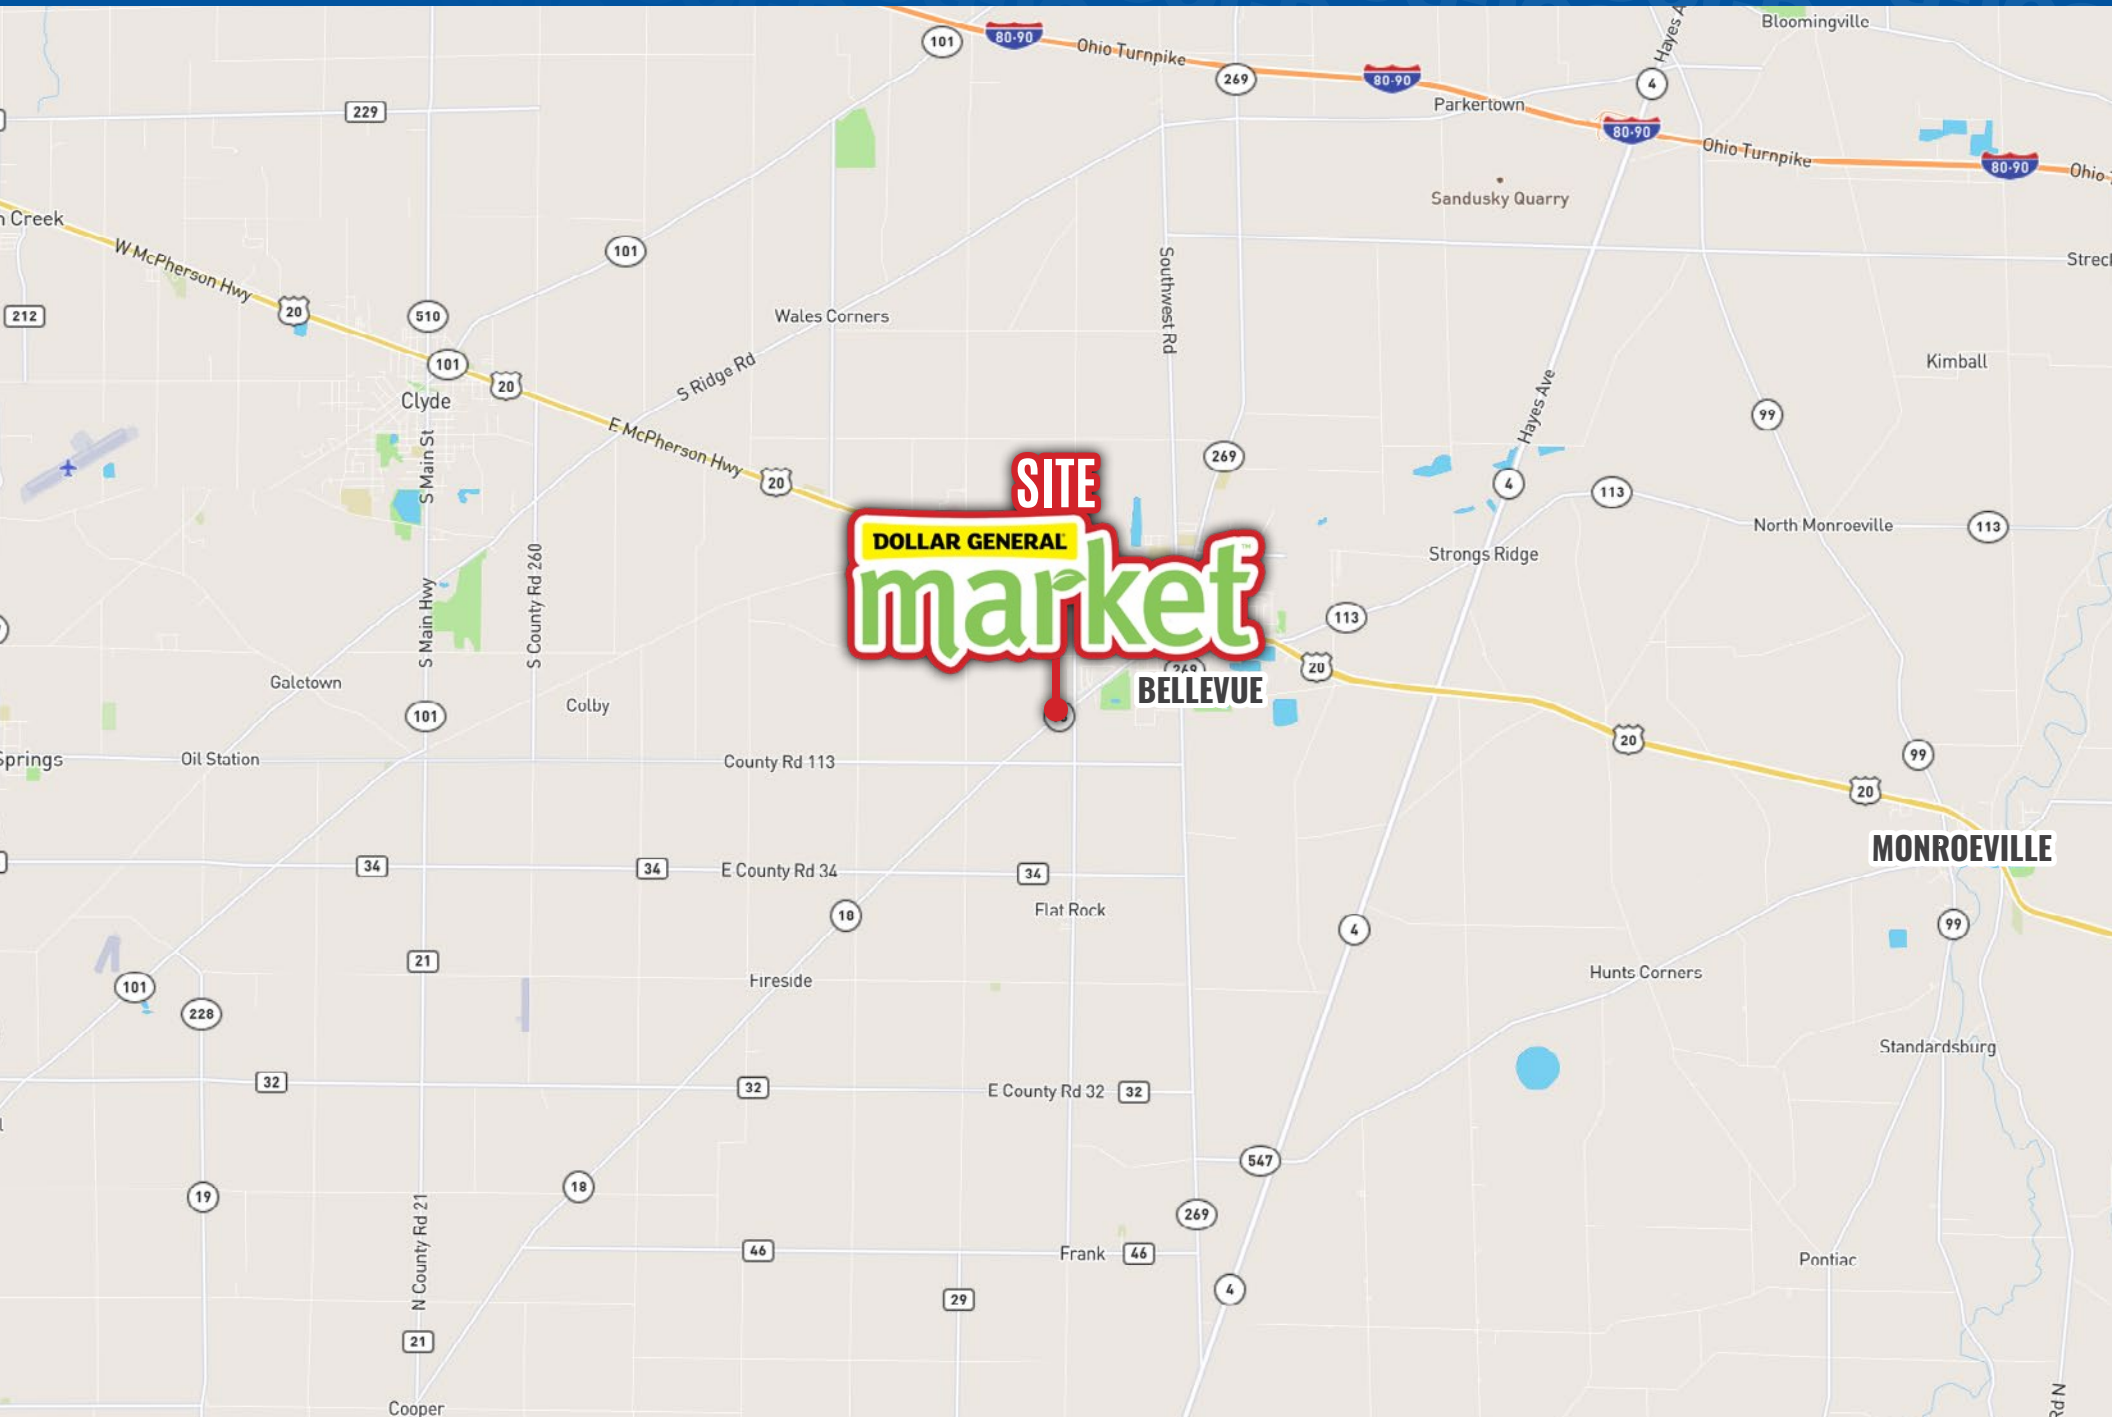 Bloomingville
101
80-90
Ohio Turnpike
269
80-90
Hayes A
4
Parkertown
229
80-90
Ohio Turnpike
80-90
Ohio
Sandusky Quarry
Creek
W McPherson Hwy
101
Southwest Rd
Strecl
20
212
510
Wales Corners
101
20
S Ridge Rd
Kimball
Clyde
Hayes Ave
99
S Main St
E McPherson Hwy
20
269
SITE
4
113
DOLLAR GENERAL
market
North Monroeville
113
Strongs Ridge
S Main Hwy
S County Rd 260
113
20
269
BELLEVUE
Galetown
Colby
101
20
99
Springs
Oil Station
County Rd 113
20
MONROEVILLE
34
34
E County Rd 34
34
18
Flat Rock
4
99
21
Fireside
Hunts Corners
101
228
Standardsburg
32
32
E County Rd 32
32
547
19
18
N County Rd 21
269
46
Frank
46
Pontiac
29
4
21
Cooper
Rd N